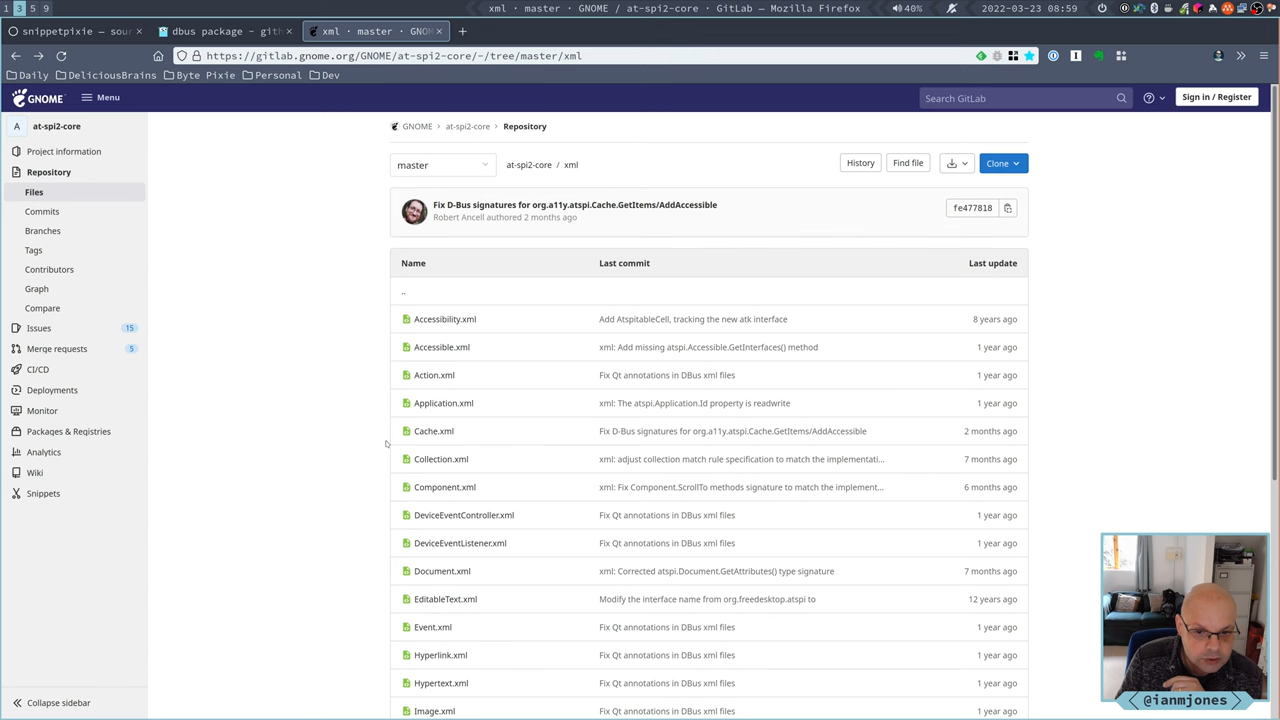 1 3 5 9
xml · master · GNOME / at-spi2-core · GitLab — Mozilla Firefox
40%
2022-03-23 08:59
snippetpixie — sour
dbus package - gith
xml · master · GNOM
https://gitlab.gnome.org/GNOME/at-spi2-core/-/tree/master/xml
Daily
DeliciousBrains
Byte Pixie
Personal
Dev
GNOME
Menu
Search GitLab
Sign in / Register
A
at-spi2-core
Project information
Repository
Files
Commits
Branches
Tags
Contributors
Graph
Compare
Issues 15
Merge requests 5
CI/CD
Deployments
Monitor
Packages & Registries
Analytics
Wiki
Snippets
Collapse sidebar
GNOME > at-spi2-core > Repository
master
at-spi2-core / xml
History
Find file
Clone
Fix D-Bus signatures for org.a11y.atspi.Cache.GetItems/AddAccessible
Robert Ancell authored 2 months ago
fe477818
Name Last commit Last update
..
Accessibility.xml Add AtspitableCell, tracking the new atk interface 8 years ago
Accessible.xml xml: Add missing atspi.Accessible.GetInterfaces() method 1 year ago
Action.xml Fix Qt annotations in DBus xml files 1 year ago
Application.xml xml: The atspi.Application.Id property is readwrite 1 year ago
Cache.xml Fix D-Bus signatures for org.a11y.atspi.Cache.GetItems/AddAccessible 2 months ago
Collection.xml xml: adjust collection match rule specification to match the implementati... 7 months ago
Component.xml xml: Fix Component.ScrollTo methods signature to match the implement... 6 months ago
DeviceEventController.xml Fix Qt annotations in DBus xml files 1 year ago
DeviceEventListener.xml Fix Qt annotations in DBus xml files 1 year ago
Document.xml xml: Corrected atspi.Document.GetAttributes() type signature 7 months ago
EditableText.xml Modify the interface name from org.freedesktop.atspi to 12 years ago
Event.xml Fix Qt annotations in DBus xml files 1 year ago
Hyperlink.xml Fix Qt annotations in DBus xml files 1 year ago
Hypertext.xml Fix Qt annotations in DBus xml files 1 year ago
Image.xml Fix Qt annotations in DBus xml files 1 year ago
@ianmjones